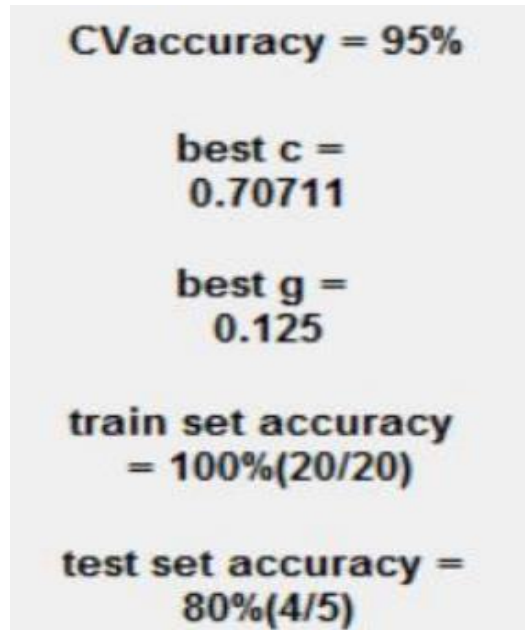 CVaccuracy = 95%
best c =
0.70711
best g =
0.125
train set accuracy
= 100%(20/20)
test set accuracy =
80%(4/5)